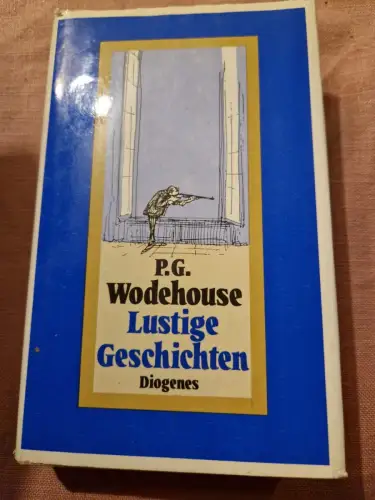 P.G.
Wodehouse
Lustige
Geschichten
Diogenes